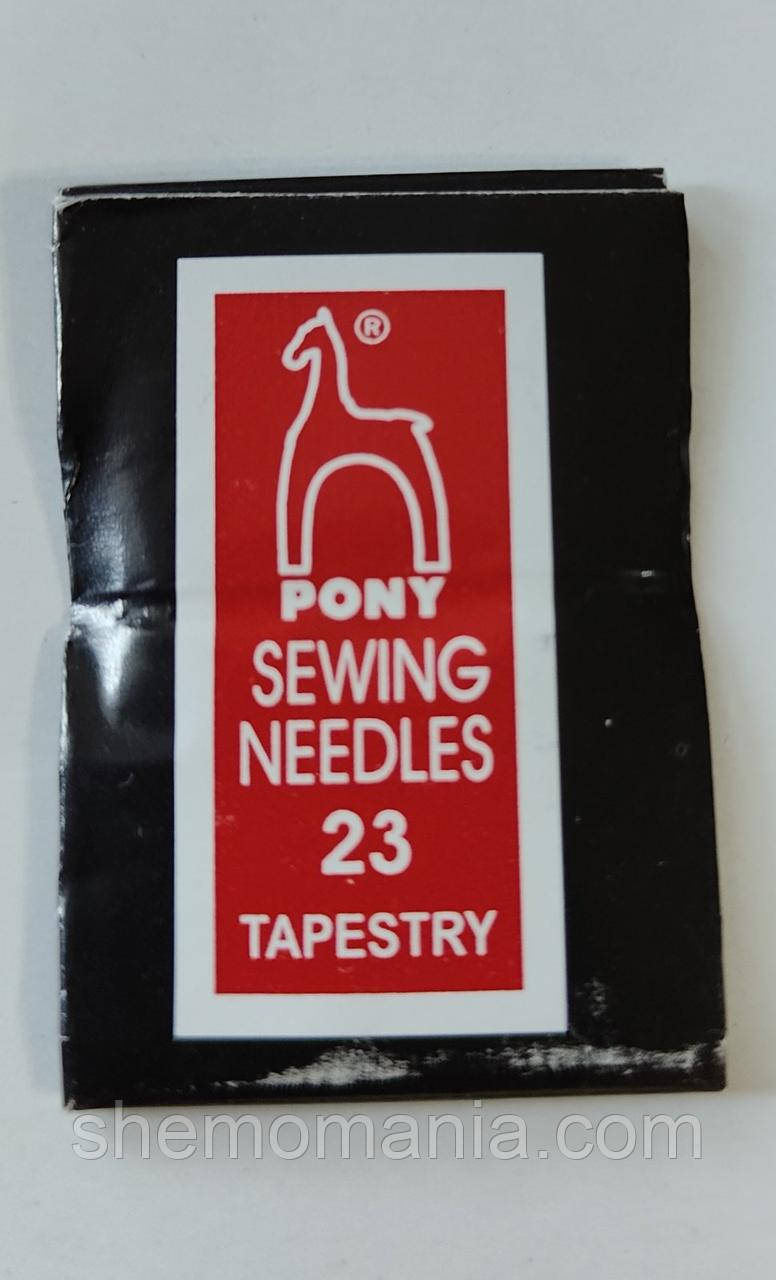 ®
PONY
SEWING
NEEDLES
23
TAPESTRY
shemomania.com